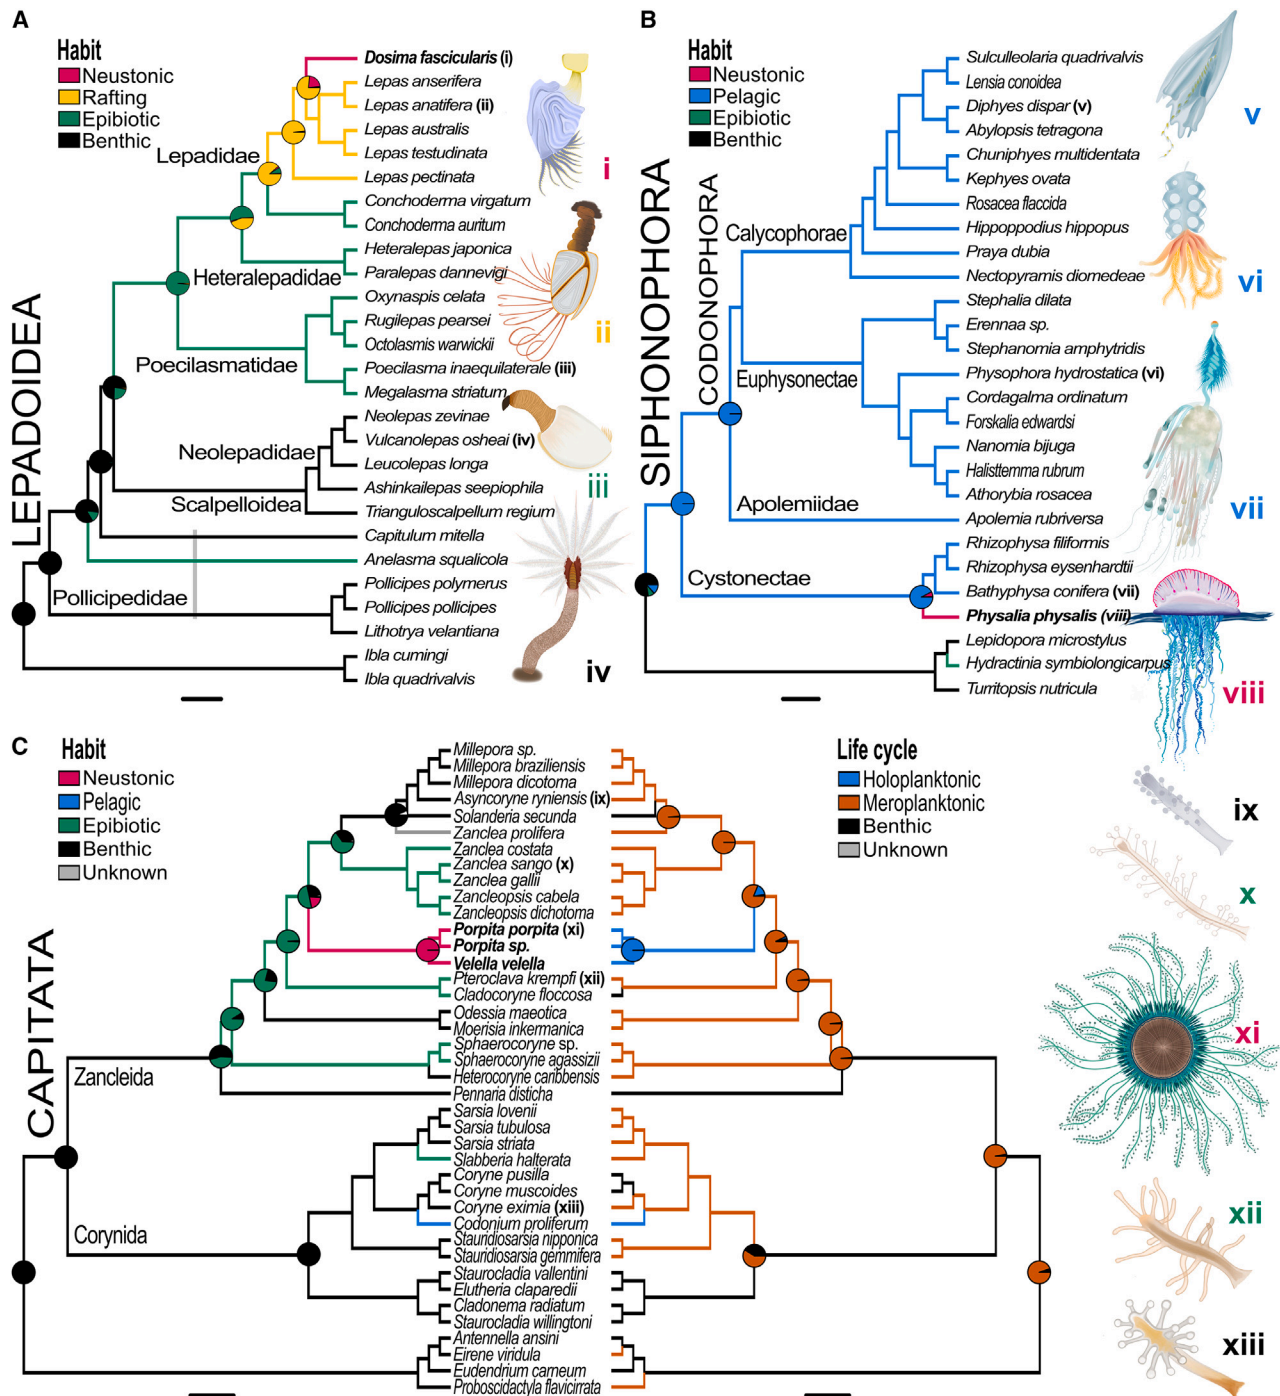 A
Habit
Neustonic
Rafting
Epibiotic
Benthic
LEPADOIDEA
Lepadidae
Heteralepadidae
Poecilasmatidae
Neolepadidae
Scalpelloidea
Pollicipedidae
Dosima fascicularis (i)
Lepas anserifera
Lepas anatifera (ii)
Lepas australis
Lepas testudinata
Lepas pectinata
Conchoderma virgatum
Conchoderma auritum
Heteralepas japonica
Paralepas dannevigi
Oxynaspis celata
Rugilepas pearsei
Octolasmis warwickii
Poecilasma inaequilaterale (iii)
Megalasma striatum
Neolepas zevinae
Vulcanolepas osheai (iv)
Leucolepas longa
Ashinkailepas seepiophila
Trianguloscalpellum regium
Capitulum mitella
Anelasma squalicola
Pollicipes polymerus
Pollicipes pollicipes
Lithotrya velantiana
Ibla cumingi
Ibla quadrivalvis
i
ii
iii
iv
B
Habit
Neustonic
Pelagic
Epibiotic
Benthic
SIPHONOPHORA
CODONOPHORA
Calycophorae
Euphysonectae
Apolemiidae
Cystonectae
Sulculleolaria quadrivalvis
Lensia conoidea
Diphyes dispar (v)
Abylopsis tetragona
Chuniphyes multidentata
Kephyes ovata
Rosacea flaccida
Hippoppodius hippopus
Praya dubia
Nectopyramis diomedeae
Stephalia dilata
Erennaa sp.
Stephanomia amphytridis
Physophora hydrostatica (vi)
Cordagalma ordinatum
Forskalia edwardsi
Nanomia bijuga
Halisttemma rubrum
Athorybia rosacea
Apolemia rubriversa
Rhizophysa filiformis
Rhizophysa eysenhardtii
Bathyphysa conifera (vii)
Physalia physalis (viii)
Lepidopora microstylus
Hydractinia symbiolongicarpus
Turritopsis nutricula
v
vi
vii
viii
C
Habit
Neustonic
Pelagic
Epibiotic
Benthic
Unknown
Life cycle
Holoplanktonic
Meroplanktonic
Benthic
Unknown
CAPITATA
Zancleida
Corynida
Millepora sp.
Millepora braziliensis
Millepora dicotoma
Asyncoryne ryniensis (ix)
Solanderia secunda
Zanclea prolifera
Zanclea costata
Zanclea sango (x)
Zanclea gallii
Zancleopsis cabela
Zancleopsis dichotoma
Porpita porpita (xi)
Porpita sp.
Velella velella
Pteroclava krempfi (xii)
Cladocoryne floccosa
Odessia maeotica
Moerisia inkermanica
Sphaerocoryne sp.
Sphaerocoryne agassizii
Heterocoryne caribbensis
Pennaria disticha
Sarsia lovenii
Sarsia tubulosa
Sarsia striata
Slabberia halterata
Coryne pusilla
Coryne muscoides
Coryne eximia (xiii)
Codonium proliferum
Stauridiosarsia nipponica
Stauridiosarsia gemmifera
Staurocladia vallentini
Elutheria claparedii
Cladonema radiatum
Staurocladia willingtoni
Antennella ansini
Eirene viridula
Eudendrium carneum
Proboscidactyla flavicirrata
ix
x
xi
xii
xiii